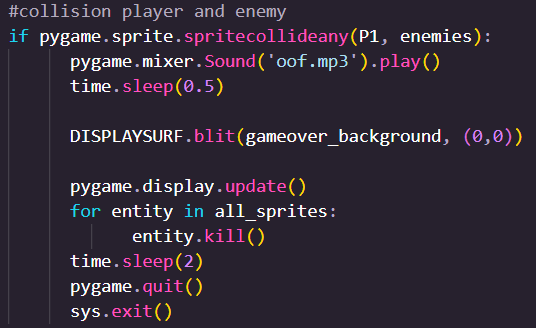 #collision player and enemy
if pygame.sprite.spritecollideany(P1, enemies):
pygame.mixer.Sound('oof.mp3').play()
time.sleep(0.5)
DISPLAYSURF.blit(gameover_background, (0,0))
pygame.display.update()
for entity in all_sprites:
entity.kill()
time.sleep(2)
pygame.quit()
sys.exit()